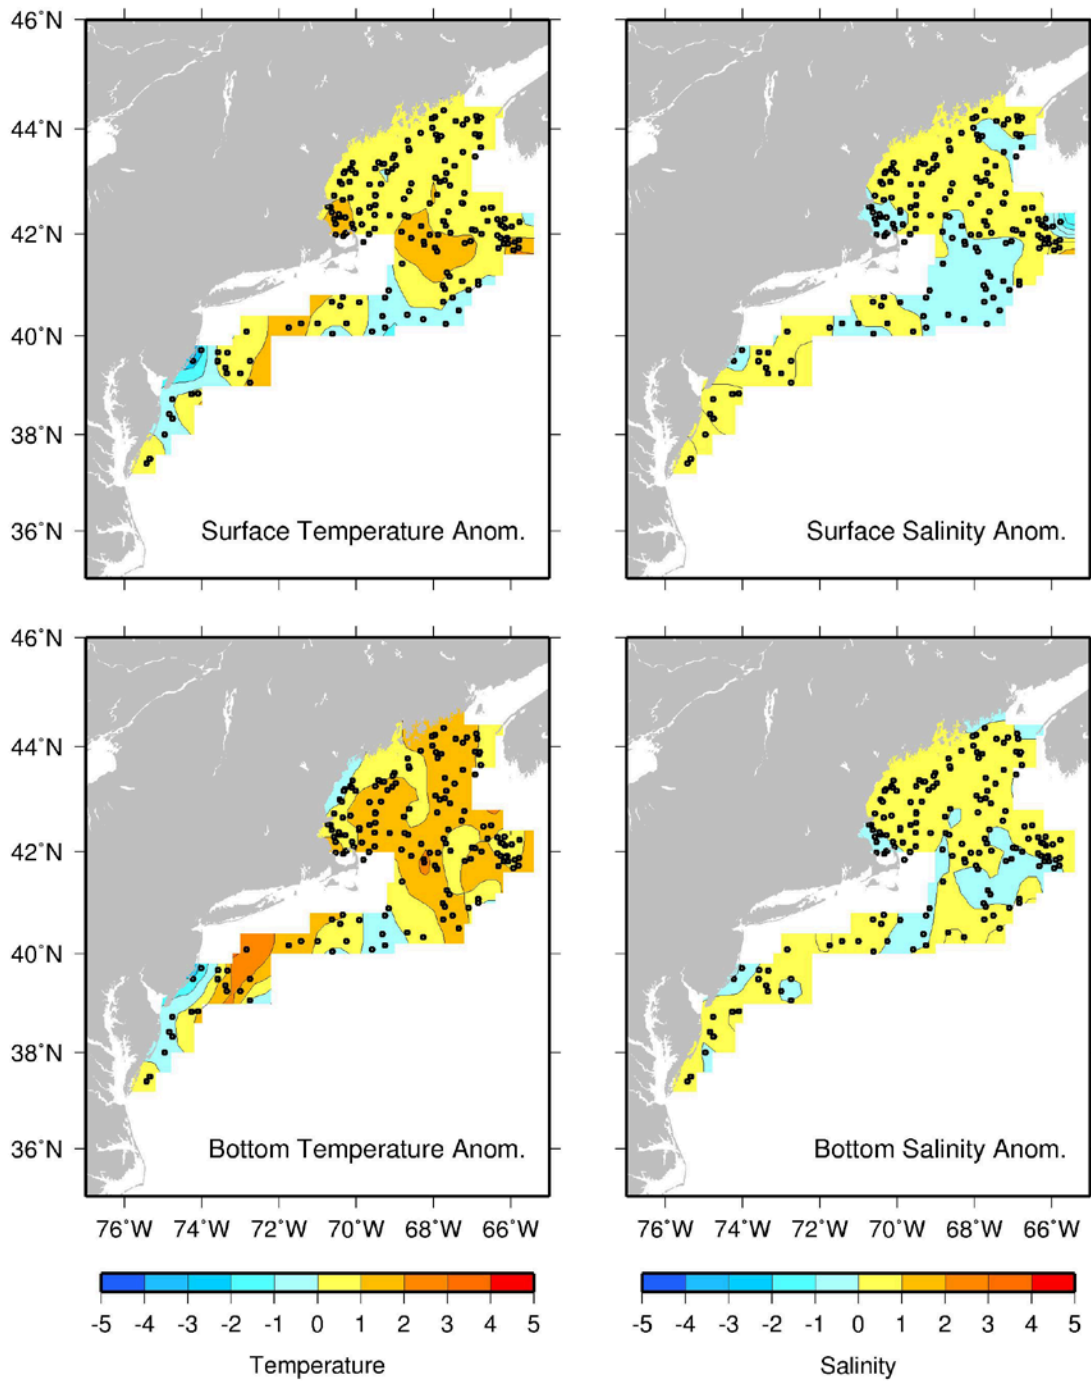 46˚N
44˚N
42˚N
40˚N
38˚N
36˚N
Surface Temperature Anom.
Surface Salinity Anom.
46˚N
44˚N
42˚N
40˚N
38˚N
36˚N
Bottom Temperature Anom.
Bottom Salinity Anom.
76˚W 74˚W 72˚W 70˚W 68˚W 66˚W
76˚W 74˚W 72˚W 70˚W 68˚W 66˚W
-5 -4 -3 -2 -1 0 1 2 3 4 5
-5 -4 -3 -2 -1 0 1 2 3 4 5
Temperature
Salinity